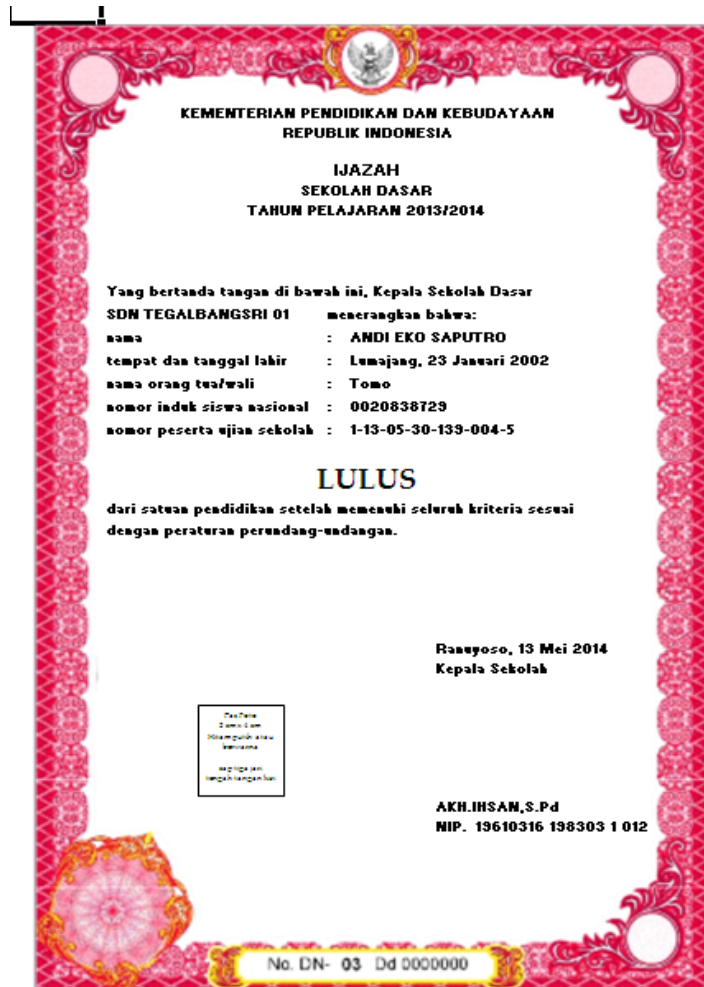 KEMENTERIAN PENDIDIKAN DAN KEBUDAYAAN
REPUBLIK INDONESIA
IJAZAH
SEKOLAH DASAR
TAHUN PELAJARAN 2013/2014
Yang bertanda tangan di bawah ini, Kepala Sekolah Dasar
SDN TEGALBANGSRI 01 menerangkan bahwa:
nama : ANDI EKO SAPUTRO
tempat dan tanggal lahir : Lumajang, 23 Januari 2002
nama orang tua/wali : Tomo
nomor induk siswa nasional : 0020838729
nomor peserta ujian sekolah : 1-13-05-30-139-004-5
LULUS
dari satuan pendidikan setelah memenuhi seluruh kriteria sesuai
dengan peraturan perundang-undangan.
Ranuyoso, 13 Mei 2014
Kepala Sekolah
AKH.IHSAN,S.Pd
NIP. 19610316 198303 1 012
No. DN- 03 Dd 0000000